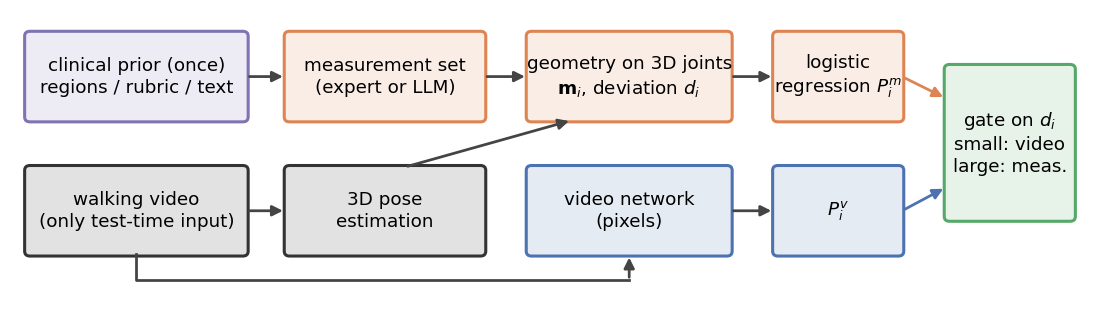 clinical prior (once)
regions / rubric / text
measurement set
(expert or LLM)
geometry on 3D joints
𝐦ᵢ, deviation dᵢ
logistic
regression Pᵢᵐ
gate on dᵢ
small: video
large: meas.
walking video
(only test-time input)
3D pose
estimation
video network
(pixels)
Pᵢᵛ